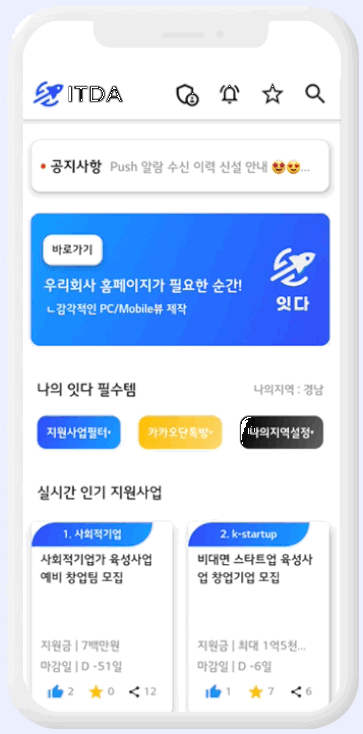 ITDA
• 공지사항 Push 알람 수신 이력 신설 안내 😍😍...
바로가기
우리회사 홈페이지가 필요한 순간!
ㄴ감각적인 PC/Mobile뷰 제작
잇다
나의 잇다 필수템
나의지역 : 경남
지원사업필터•
카카오단톡방•
나의지역설정•
실시간 인기 지원사업
1. 사회적기업
사회적기업가 육성사업
예비 창업팀 모집
지원금 | 7백만원
마감일 | D -51일
2
0
12
2. k-startup
비대면 스타트업 육성사
업 창업기업 모집
지원금 | 최대 1억5천...
마감일 | D -6일
1
7
6